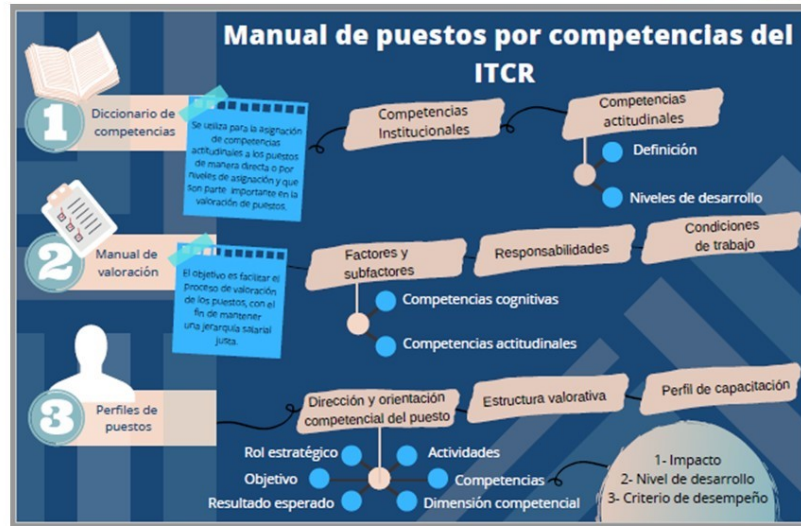 Manual de puestos por competencias del
ITCR
1
Diccionario de
competencias
Se utiliza para la asignación
de competencias
actitudinales a los puestos
de manera directa o por
niveles de asignación y que
son parte importante en la
valoración de puestos.
Competencias
Institucionales
Competencias
actitudinales
Definición
Niveles de desarrollo
2
Manual de
valoración
El objetivo es facilitar el
proceso de valoración
de los puestos, con el
fin de mantener
una jerarquía salarial
justa.
Factores y
subfactores
Responsabilidades
Condiciones
de trabajo
Competencias cognitivas
Competencias actitudinales
3
Perfiles de
puestos
Dirección y orientación
competencial del puesto
Estructura valorativa
Perfil de capacitación
Rol estratégico
Actividades
Objetivo
Competencias
Resultado esperado
Dimensión competencial
1- Impacto
2- Nivel de desarrollo
3- Criterio de desempeño